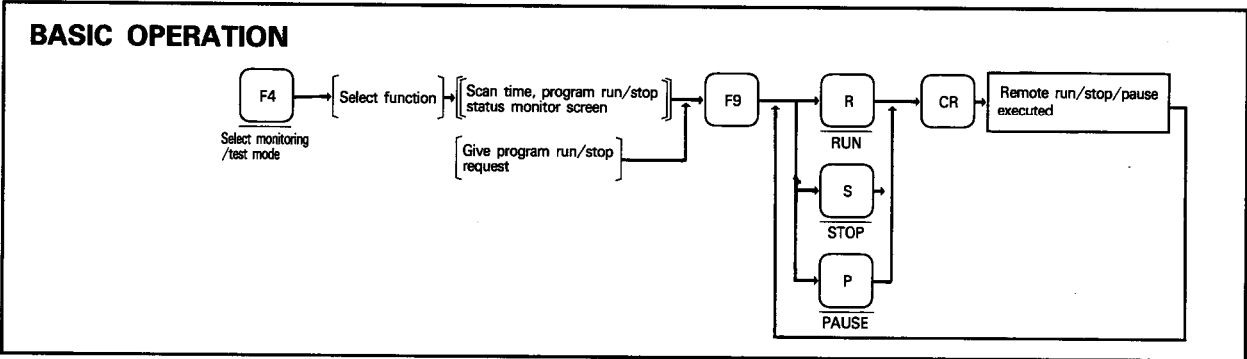 BASIC OPERATION
F4
Select monitoring
/test mode
Select function
Scan time, program run/stop
status monitor screen
Give program run/stop
request
F9
R
RUN
S
STOP
P
PAUSE
CR
Remote run/stop/pause
executed